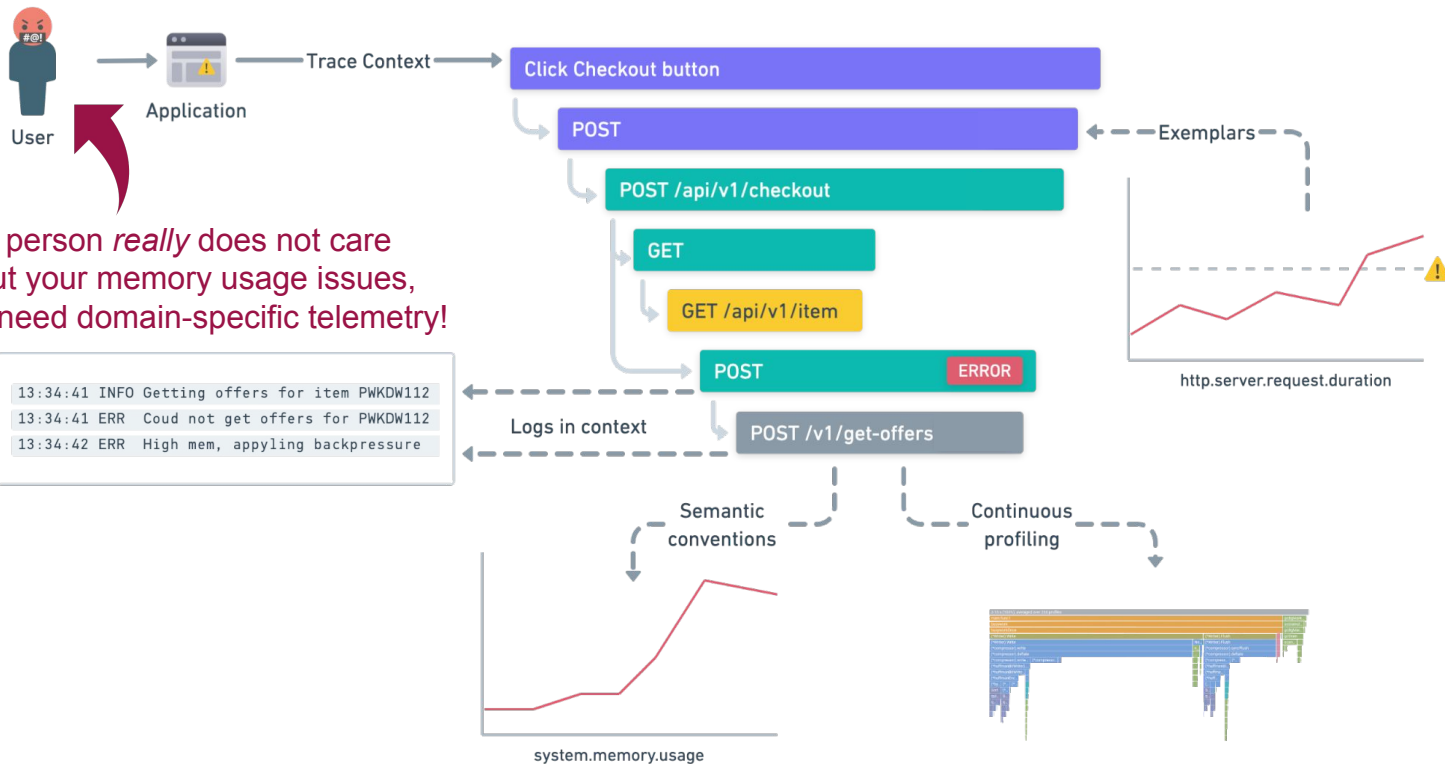 #@!
User
Application
Trace Context
Click Checkout button
POST
Exemplars
POST /api/v1/checkout
GET
GET /api/v1/item
person really does not care
your memory usage issues,
need domain-specific telemetry!
POST
ERROR
http.server.request.duration
13:34:41 INFO Getting offers for item PWKDW112
13:34:41 ERR Coud not get offers for PWKDW112
13:34:42 ERR High mem, appyling backpressure
Logs in context
POST /v1/get-offers
Semantic
conventions
Continuous
profiling
system.memory.usage